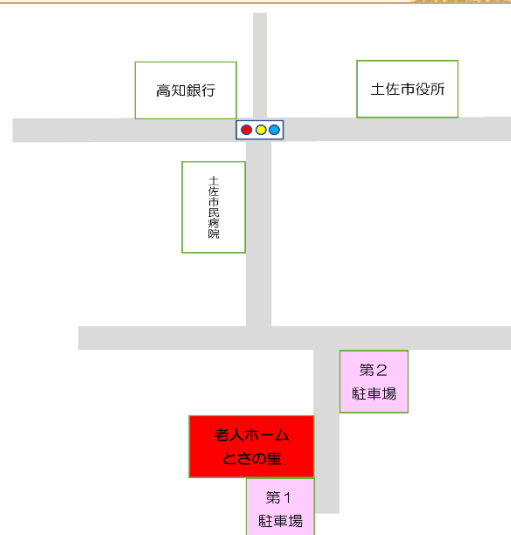 高知銀行
土佐市役所
土佐市民病院
第２
駐車場
老人ホーム
とさの里
第１
駐車場